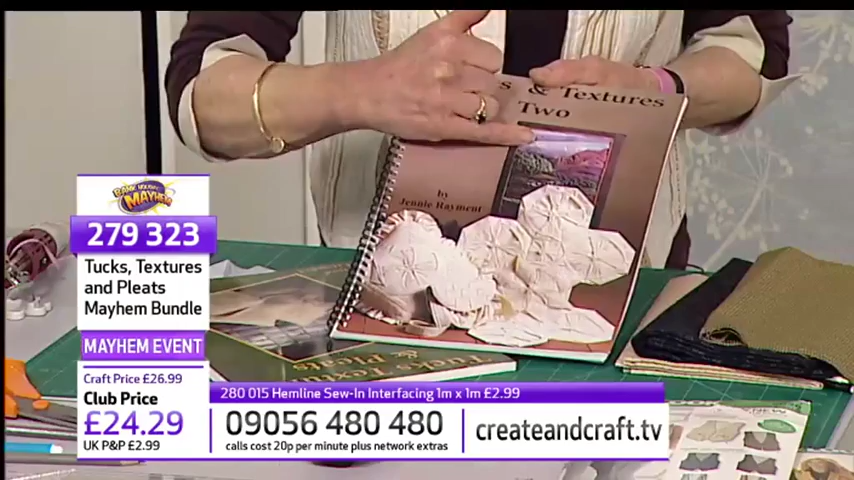 s & Textures
Two
by
Jennie Rayment
BANK HOLIDAY
MAYHEM
279 323
Tucks, Textures
and Pleats
Mayhem Bundle
MAYHEM EVENT
Craft Price £26.99
Club Price
£24.29
UK P&P £2.99
Tucks, Textures
& Pleats
280 015 Hemline Sew-In Interfacing 1m x 1m £2.99
09056 480 480
calls cost 20p per minute plus network extras
createandcraft.tv